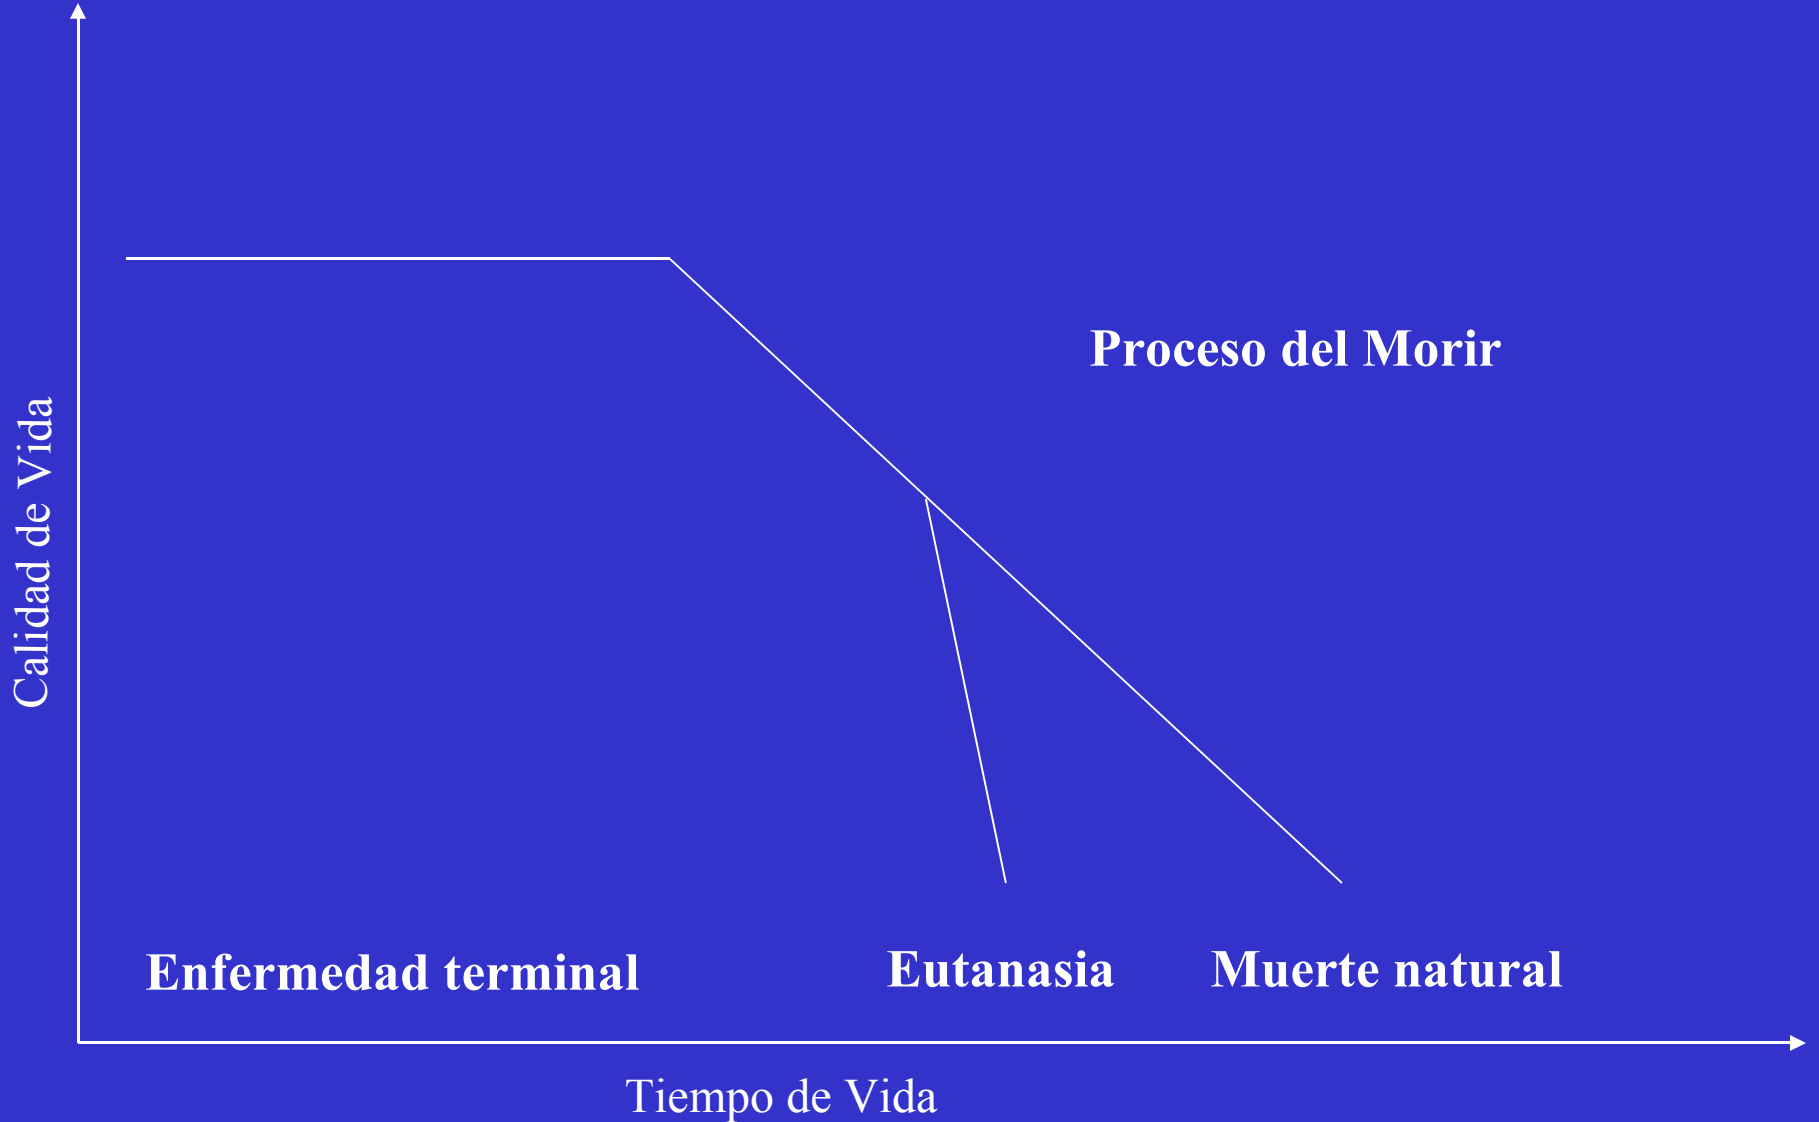 Proceso del Morir
Calidad de Vida
Enfermedad terminal
Eutanasia
Muerte natural
Tiempo de Vida